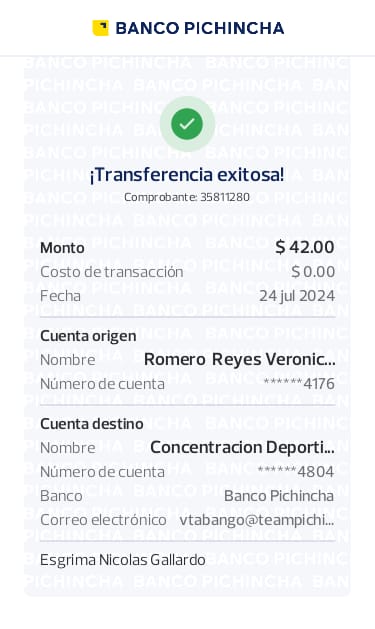 BANCO PICHINCHA
¡Transferencia exitosa!
Comprobante: 35811280
Monto $ 42.00
Costo de transacción $ 0.00
Fecha 24 jul 2024
Cuenta origen
Nombre Romero Reyes Veronic...
Número de cuenta ******4176
Cuenta destino
Nombre Concentracion Deporti...
Número de cuenta ******4804
Banco Banco Pichincha
Correo electrónico vtabango@teampichi...
Esgrima Nicolas Gallardo